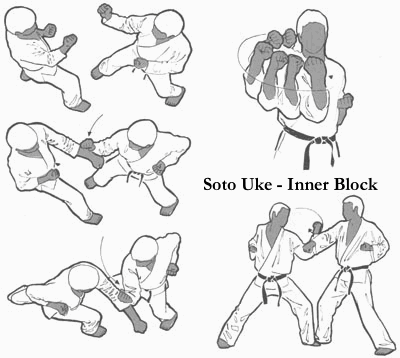 Soto Uke - Inner Block